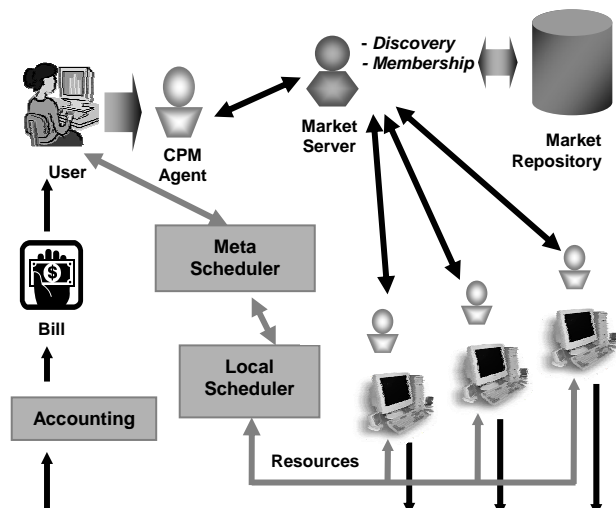 - Discovery
- Membership
Market
Server
Market
Repository
User
CPM
Agent
Meta
Scheduler
$
Bill
Local
Scheduler
Accounting
Resources